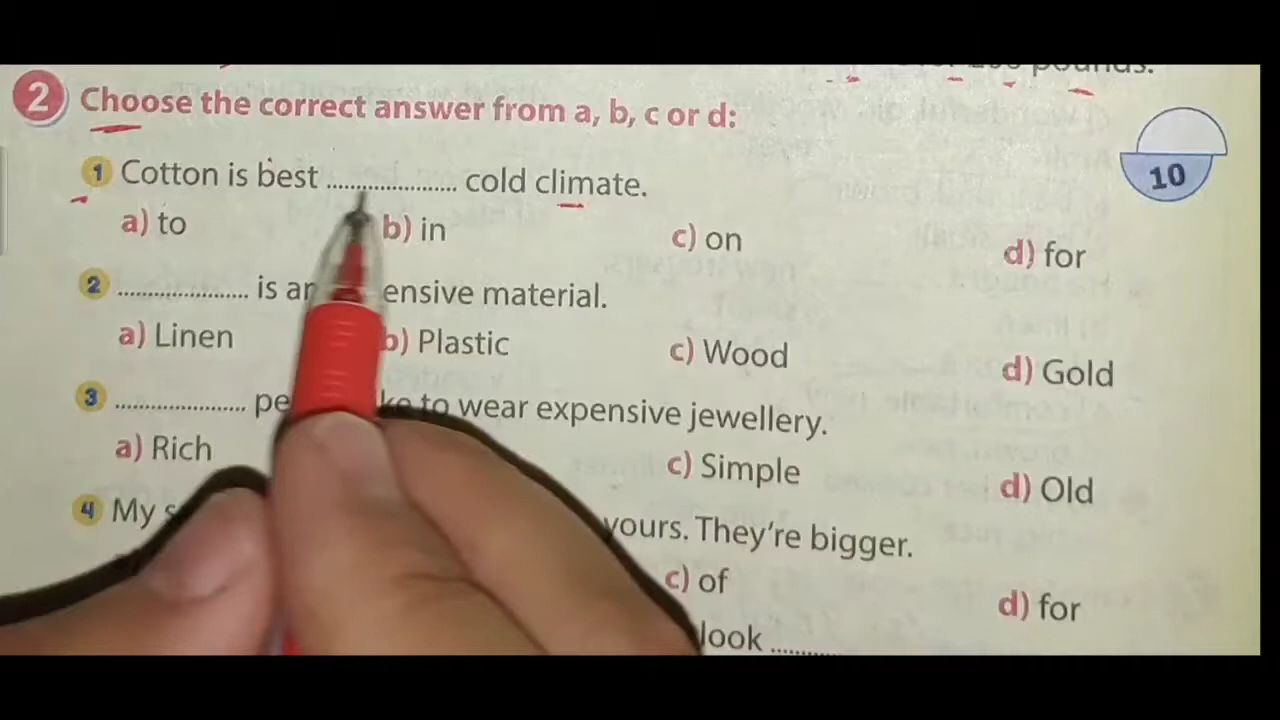 pounds.
2 Choose the correct answer from a, b, c or d:
10
1 Cotton is best ........................ cold climate.
a) to b) in c) on d) for
2 ........................ is an ensive material.
a) Linen b) Plastic c) Wood d) Gold
3 ........................ to wear expensive jewellery.
a) Rich c) Simple d) Old
4 My yours. They're bigger.
c) of d) for
look ............